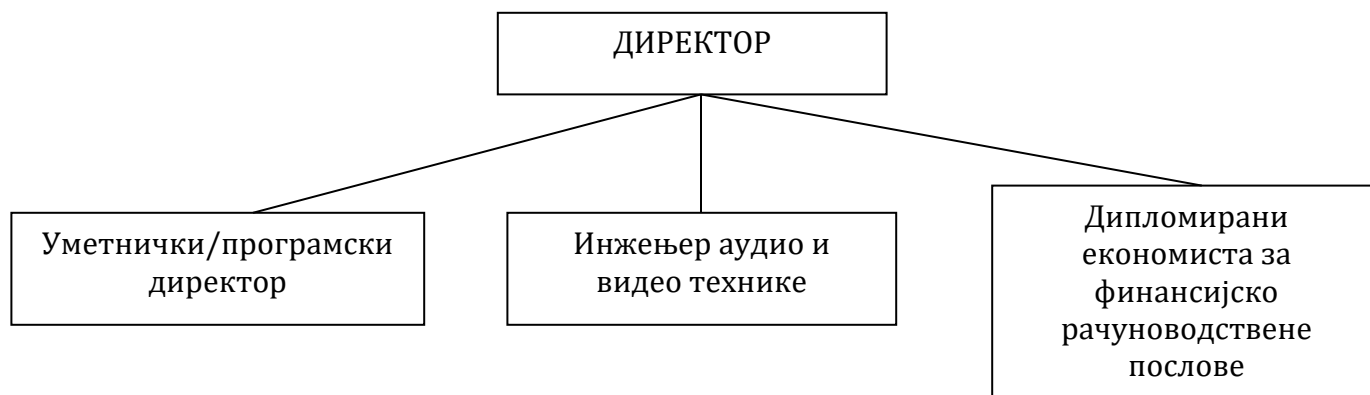 ДИРЕКТОР
Уметнички/програмски
директор
Инжењер аудио и
видео технике
Дипломирани
економиста за
финансијско
рачуноводствене
послове